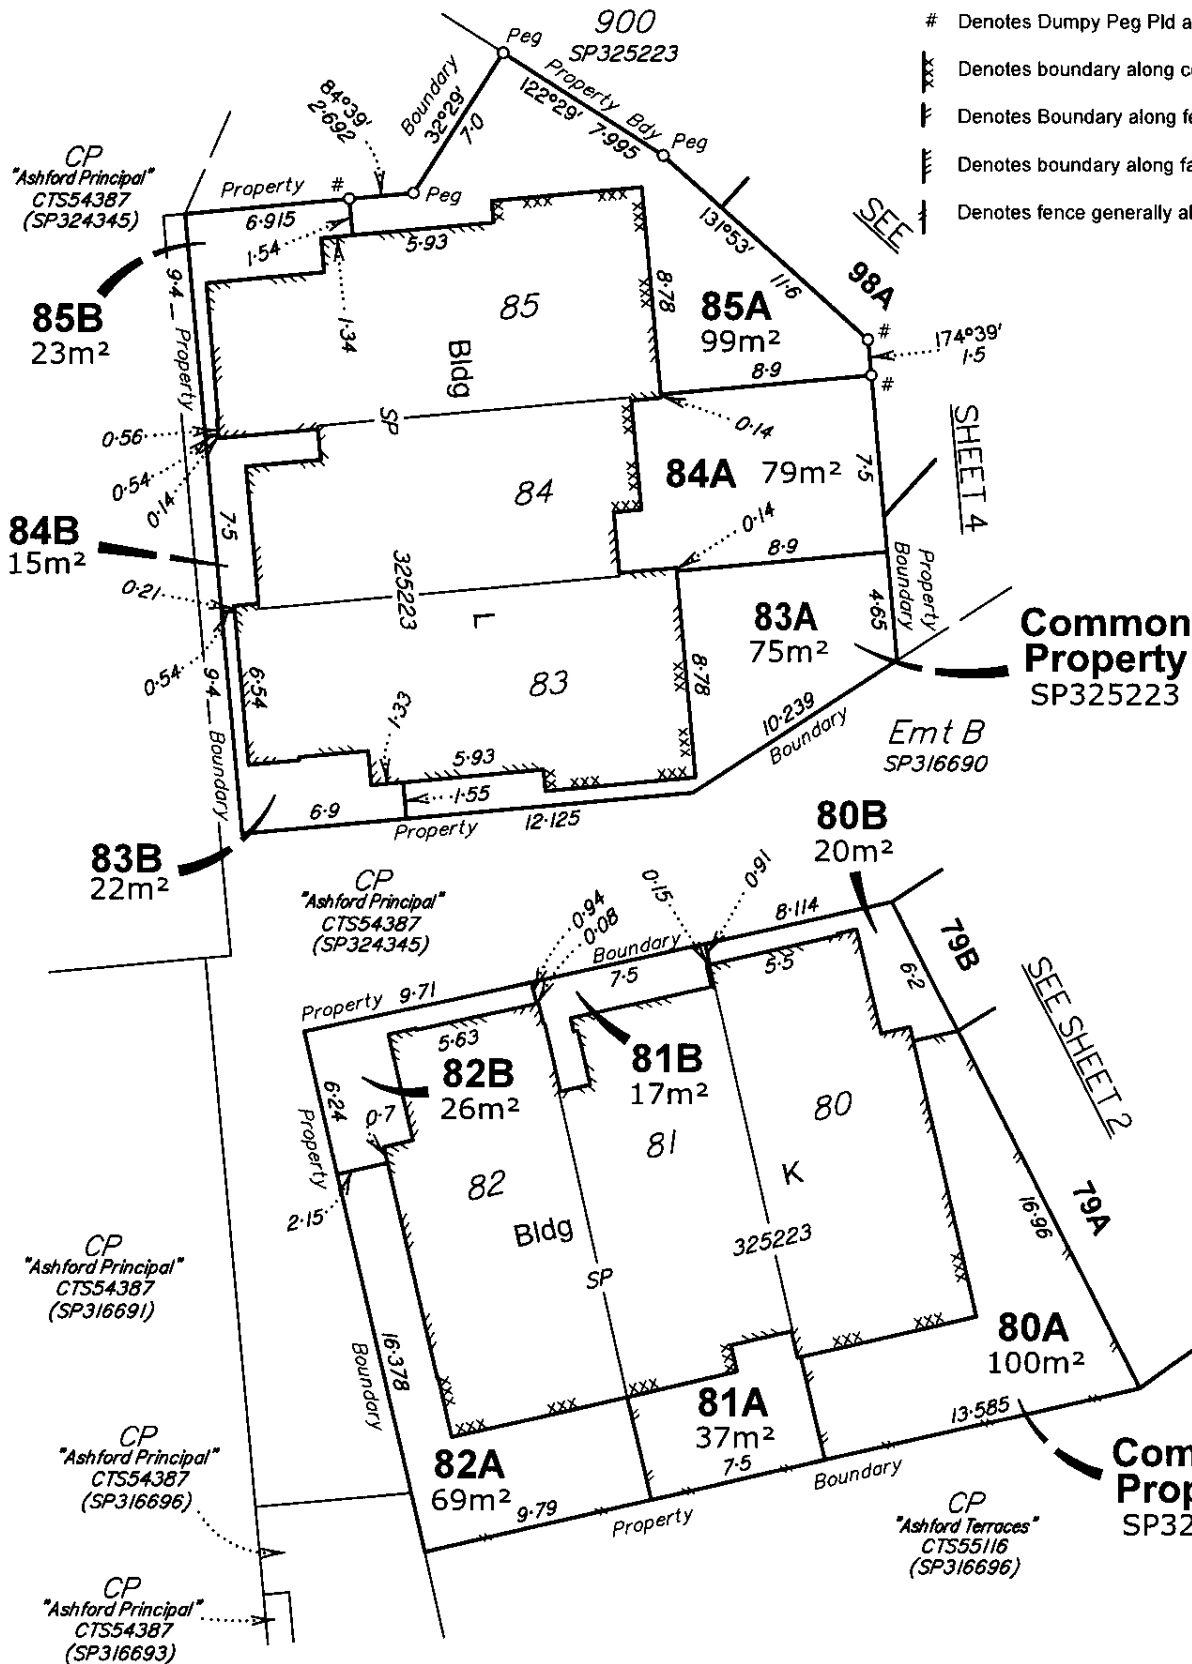 900
SP325223
# Denotes Dumpy Peg Pld a
Denotes boundary along c
Denotes Boundary along fe
Denotes boundary along fa
Denotes fence generally al
Peg
Property Bdy
122°29' 7·995
Peg
Boundary
32°29'
7·0
84°39'
2·692
Peg
#
CP
"Ashford Principal"
CTS54387
(SP324345)
Property
6·915
1·54
5·93
1·34
9·4
Property
85B
23m²
85
Bldg
8·78
131°53'
11·6
SEE
98A
SHEET 4
85A
99m²
#
#
174°39'
1·5
8·9
0·14
SP
0·56
0·54
0·14
84A 79m²
84
7·5
7·5
84B
15m²
0·14
8·9
325223
L
0·21
0·54
Property
Boundary
4·65
83A
75m²
Common
Property
SP325223
83
8·78
6·54
9·4
Boundary
1·33
5·93
10·239
Boundary
Emt B
SP316690
1·55
6·9
Property
12·125
83B
22m²
80B
20m²
CP
"Ashford Principal"
CTS54387
(SP324345)
0·94
0·08
0·15
0·91
8·114
Boundary
7·5
79B
5·5
6·2
Property
9·71
5·63
SEE SHEET 2
82B
26m²
81B
17m²
6·24
Property
0·7
80
81
82
K
2·15
Bldg
325223
SP
79A
16·96
CP
"Ashford Principal"
CTS54387
(SP316691)
16·378
Boundary
80A
100m²
81A
37m²
13·585
7·5
Boundary
82A
69m²
9·79
Property
CP
"Ashford Principal"
CTS54387
(SP316696)
Com
Prop
SP32
CP
"Ashford Terraces"
CTS55116
(SP316696)
CP
"Ashford Principal"
CTS54387
(SP316693)